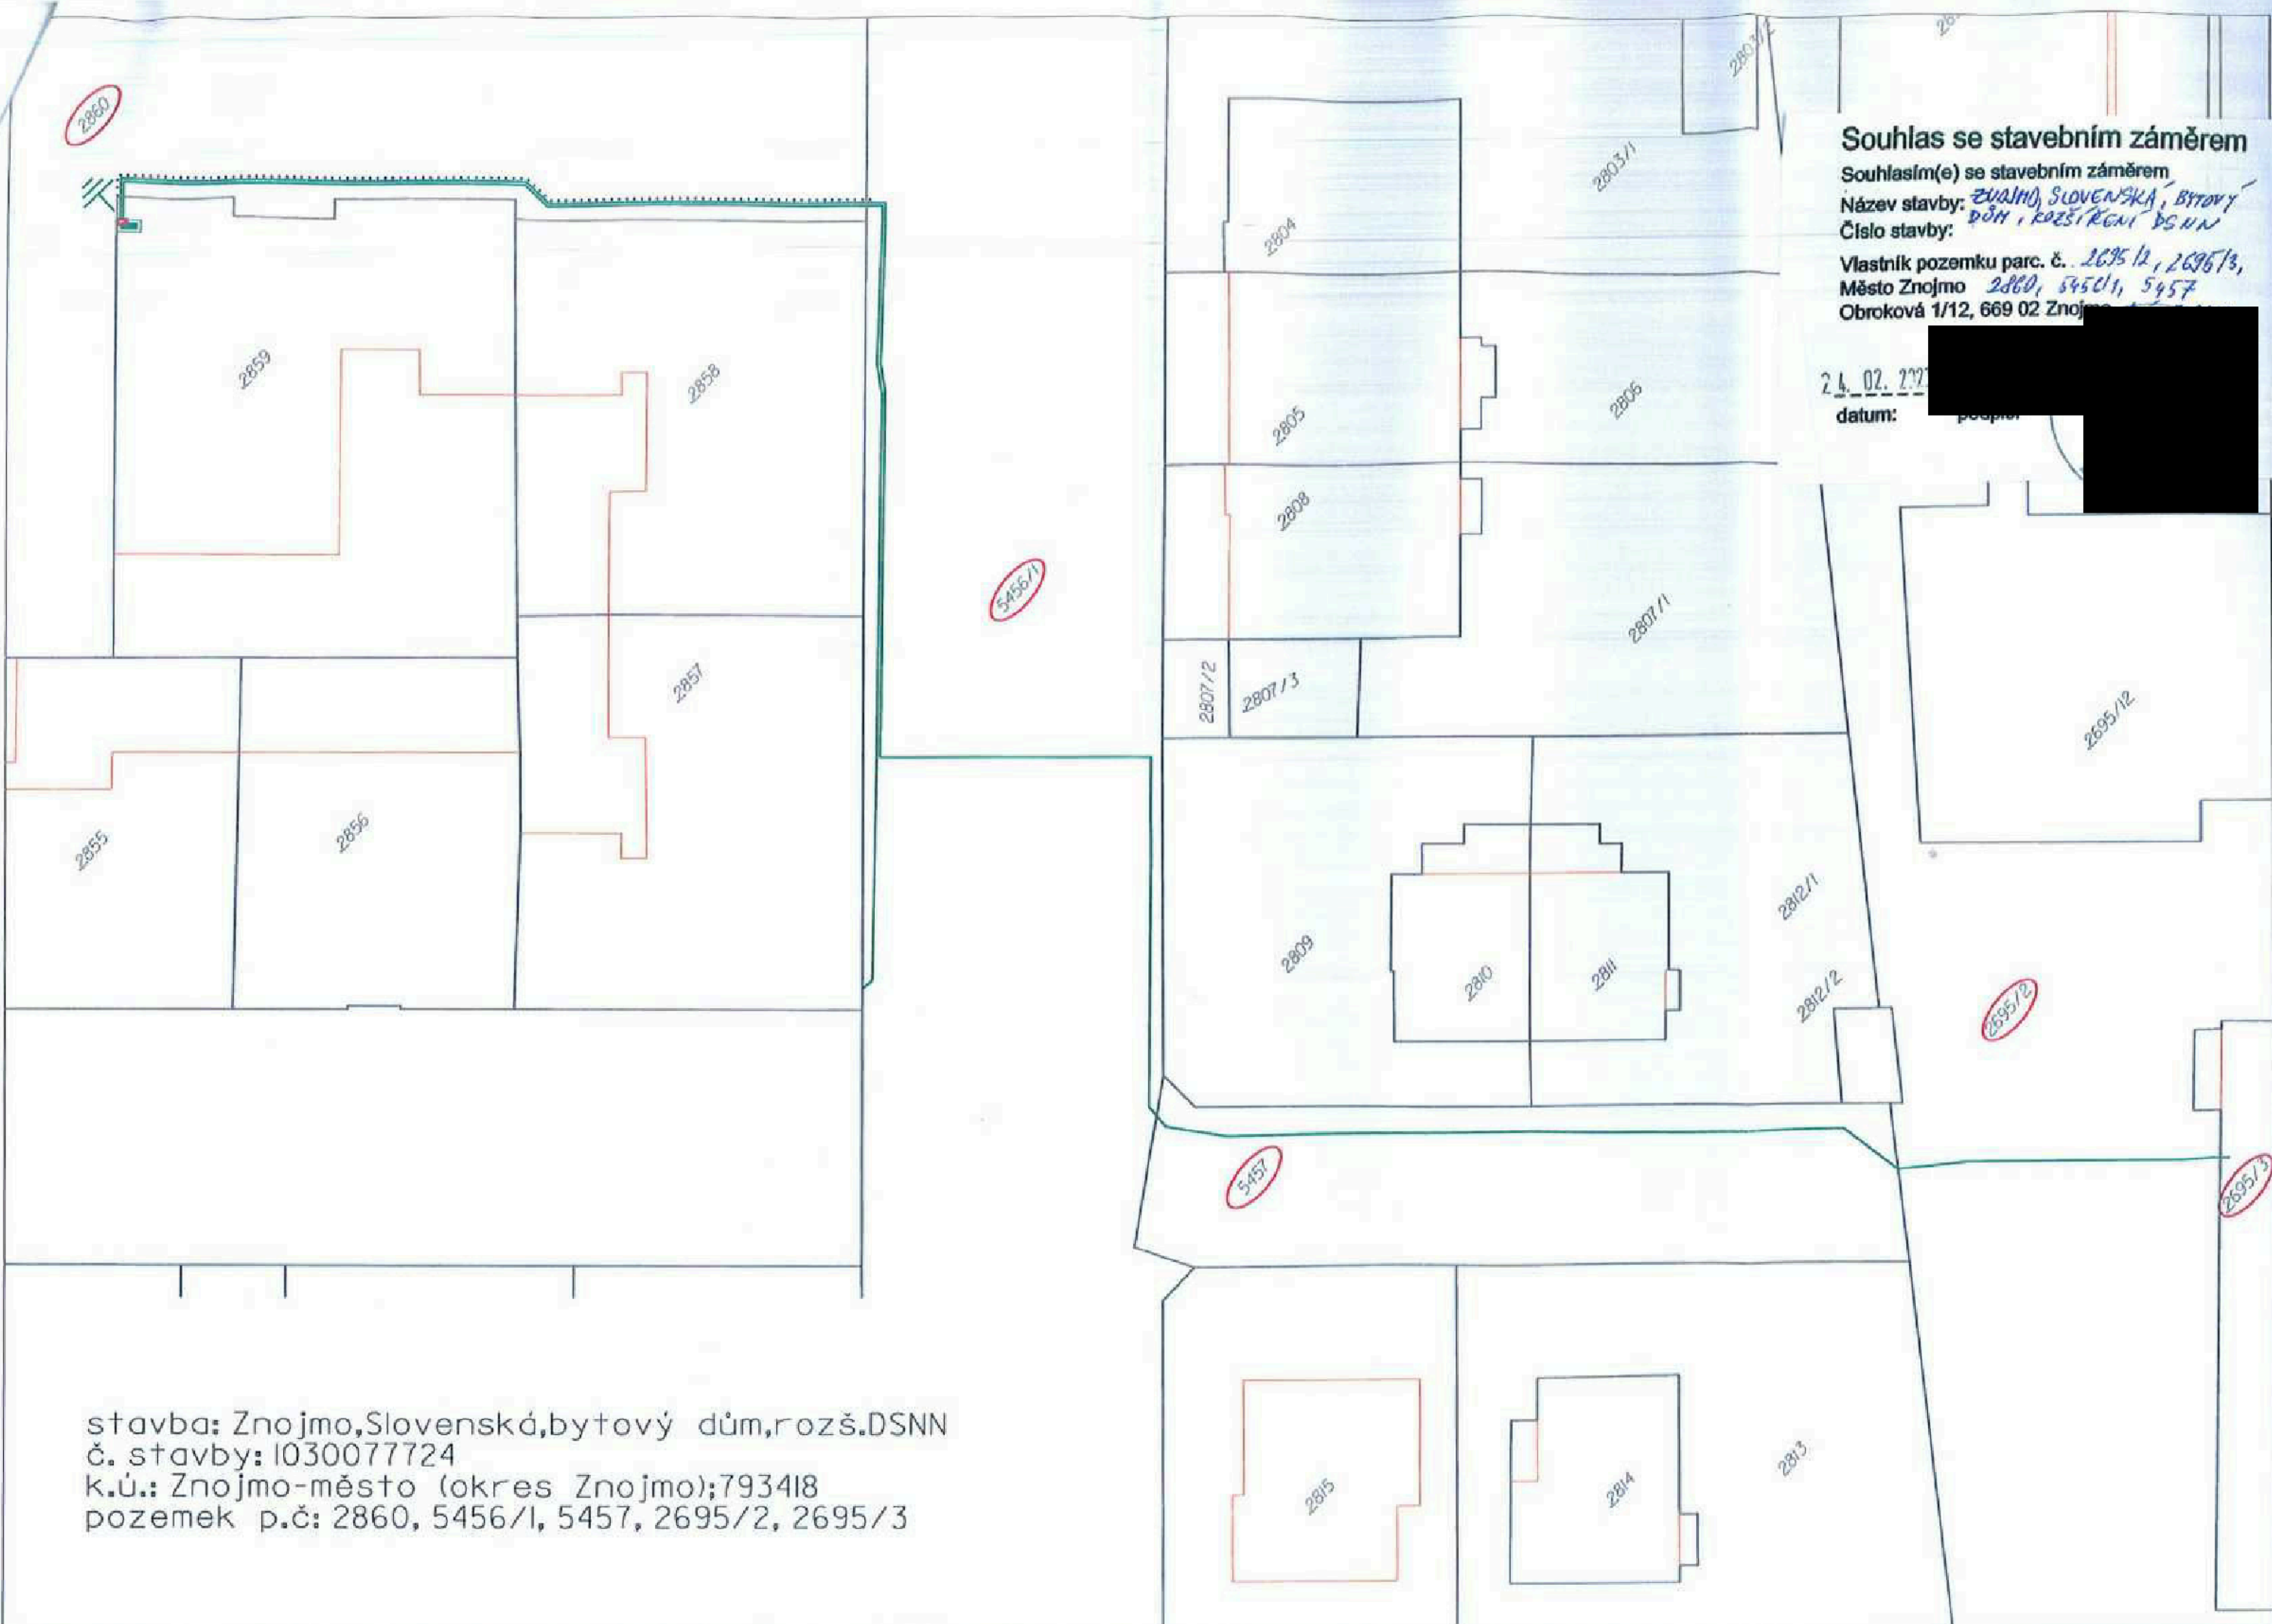 2860
2803/2
2803/1
2804
2859
2858
2805
2806
2808
5456/1
2807/1
2807/2
2807/3
2857
2855
2856
2695/12
2809
2810
2811
2812/1
2812/2
2695/2
5457
2695/3
2815
2814
2813
Souhlas se stavebním záměrem
Souhlasím(e) se stavebním záměrem
Název stavby: ZNOJMO, SLOVENSKÁ, BYTOVÝ
DŮM, ROZŠÍŘENÍ DSNN
Číslo stavby:
Vlastník pozemku parc. č. 2695/2, 2695/3,
Město Znojmo 2860, 5456/1, 5457
Obroková 1/12, 669 02
24. 02.
datum:
stavba: Znojmo,Slovenská,bytový dům,rozš.DSNN
č. stavby: 1030077724
k.ú.: Znojmo-město (okres Znojmo);793418
pozemek p.č: 2860, 5456/1, 5457, 2695/2, 2695/3